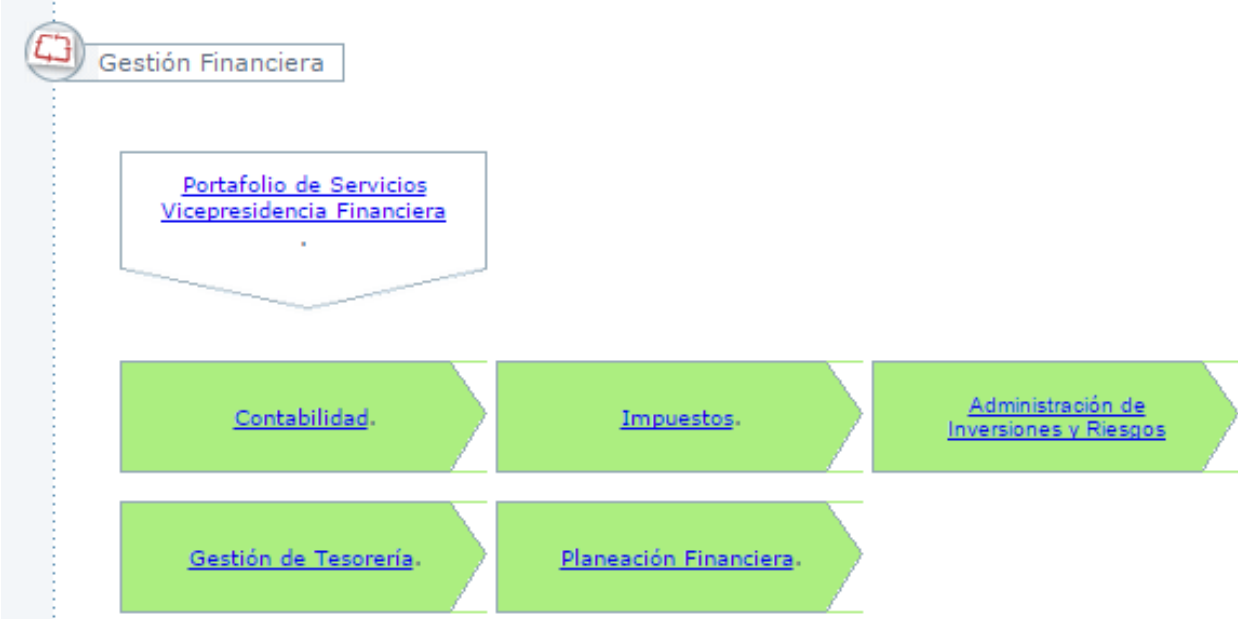 Gestión Financiera
Portafolio de Servicios
Vicepresidencia Financiera
.
Contabilidad.
Impuestos.
Administración de
Inversiones y Riesgos
Gestión de Tesorería.
Planeación Financiera.